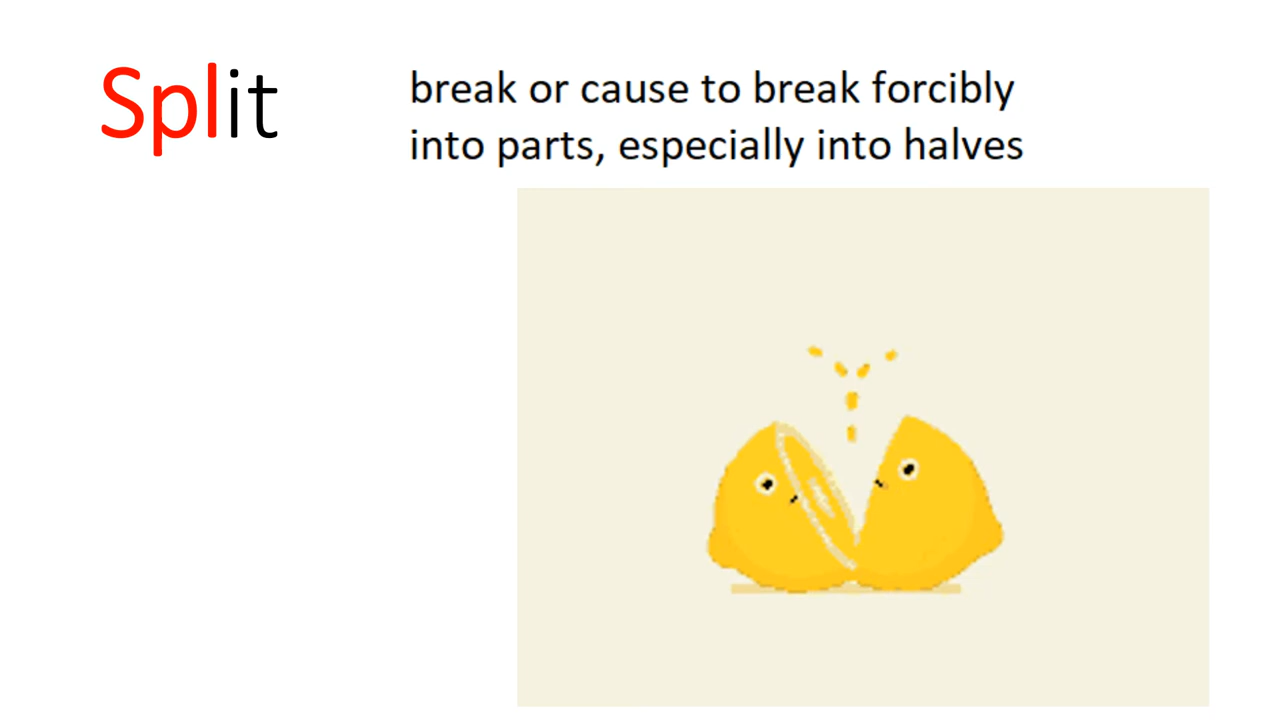 Split
break or cause to break forcibly
into parts, especially into halves